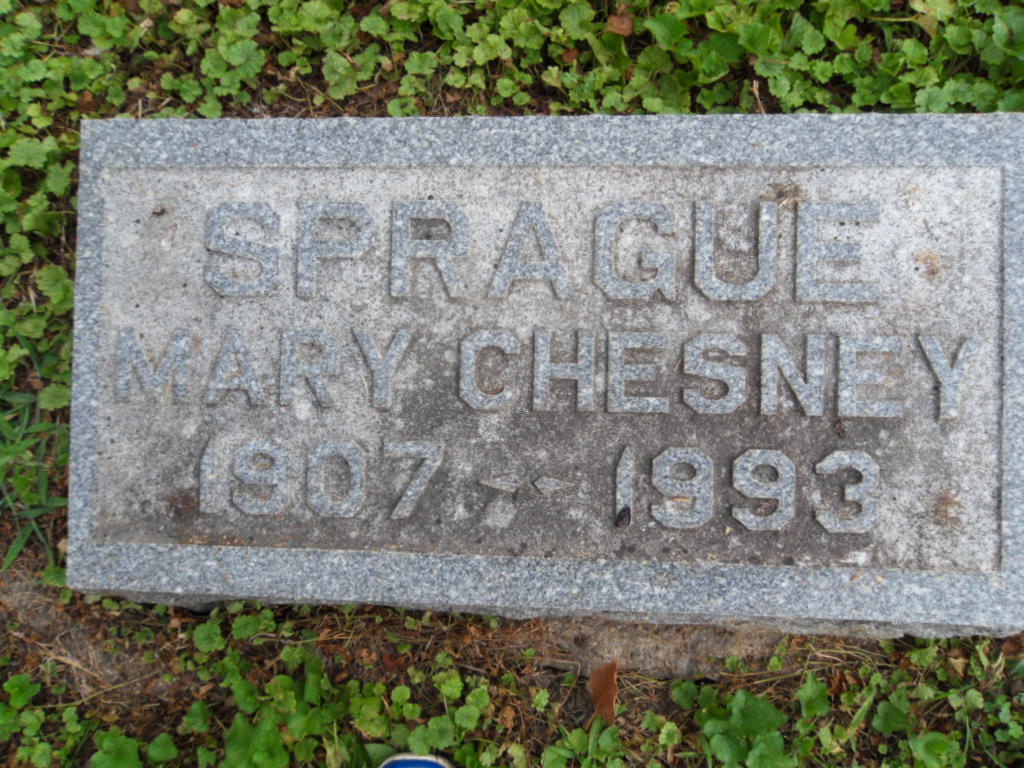 SPRAGUE
MARY CHESNEY
1907 -- 1993